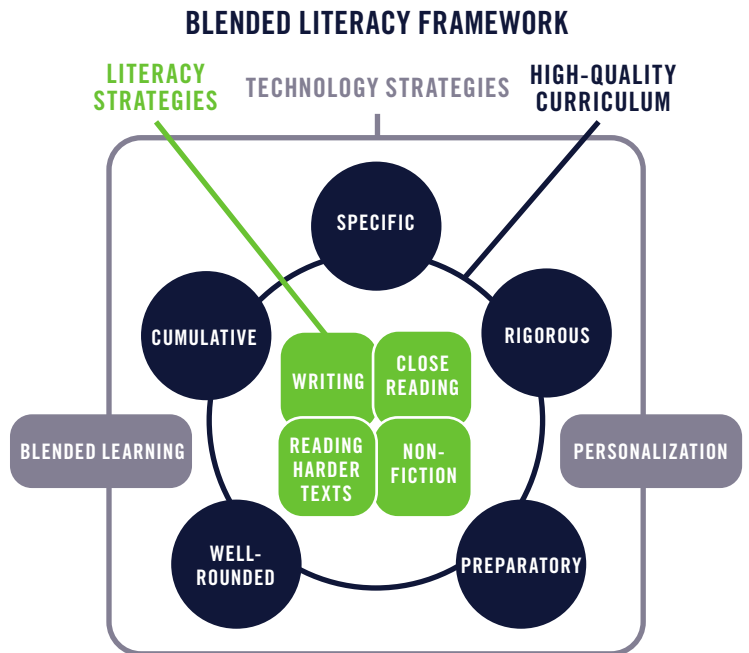 BLENDED LITERACY FRAMEWORK
LITERACY
STRATEGIES
TECHNOLOGY STRATEGIES
HIGH-QUALITY
CURRICULUM
SPECIFIC
CUMULATIVE
RIGOROUS
WRITING
CLOSE
READING
READING
HARDER
TEXTS
NON-
FICTION
BLENDED LEARNING
PERSONALIZATION
WELL-
ROUNDED
PREPARATORY